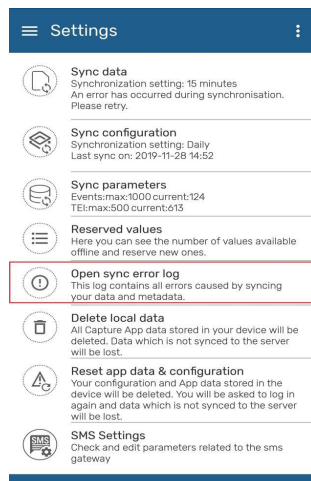 Settings
Sync data
Synchronization setting: 15 minutes
An error has occurred during synchronisation.
Please retry.
Sync configuration
Synchronization setting: Daily
Last sync on: 2019-11-28 14:52
Sync parameters
Events:max:1000 current:124
TEI:max:500 current:613
Reserved values
Here you can see the number of values available
offline and reserve new ones.
Open sync error log
This log contains all errors caused by syncing
your data and metadata.
Delete local data
All Capture App data stored in your device will be
deleted. Data which is not synced to the server
will be lost.
Reset app data & configuration
Your configuration and App data stored in the
device will be deleted. You will be asked to log in
again and data which is not synced to the server
will be lost.
SMS
SMS Settings
Check and edit parameters related to the sms
gateway